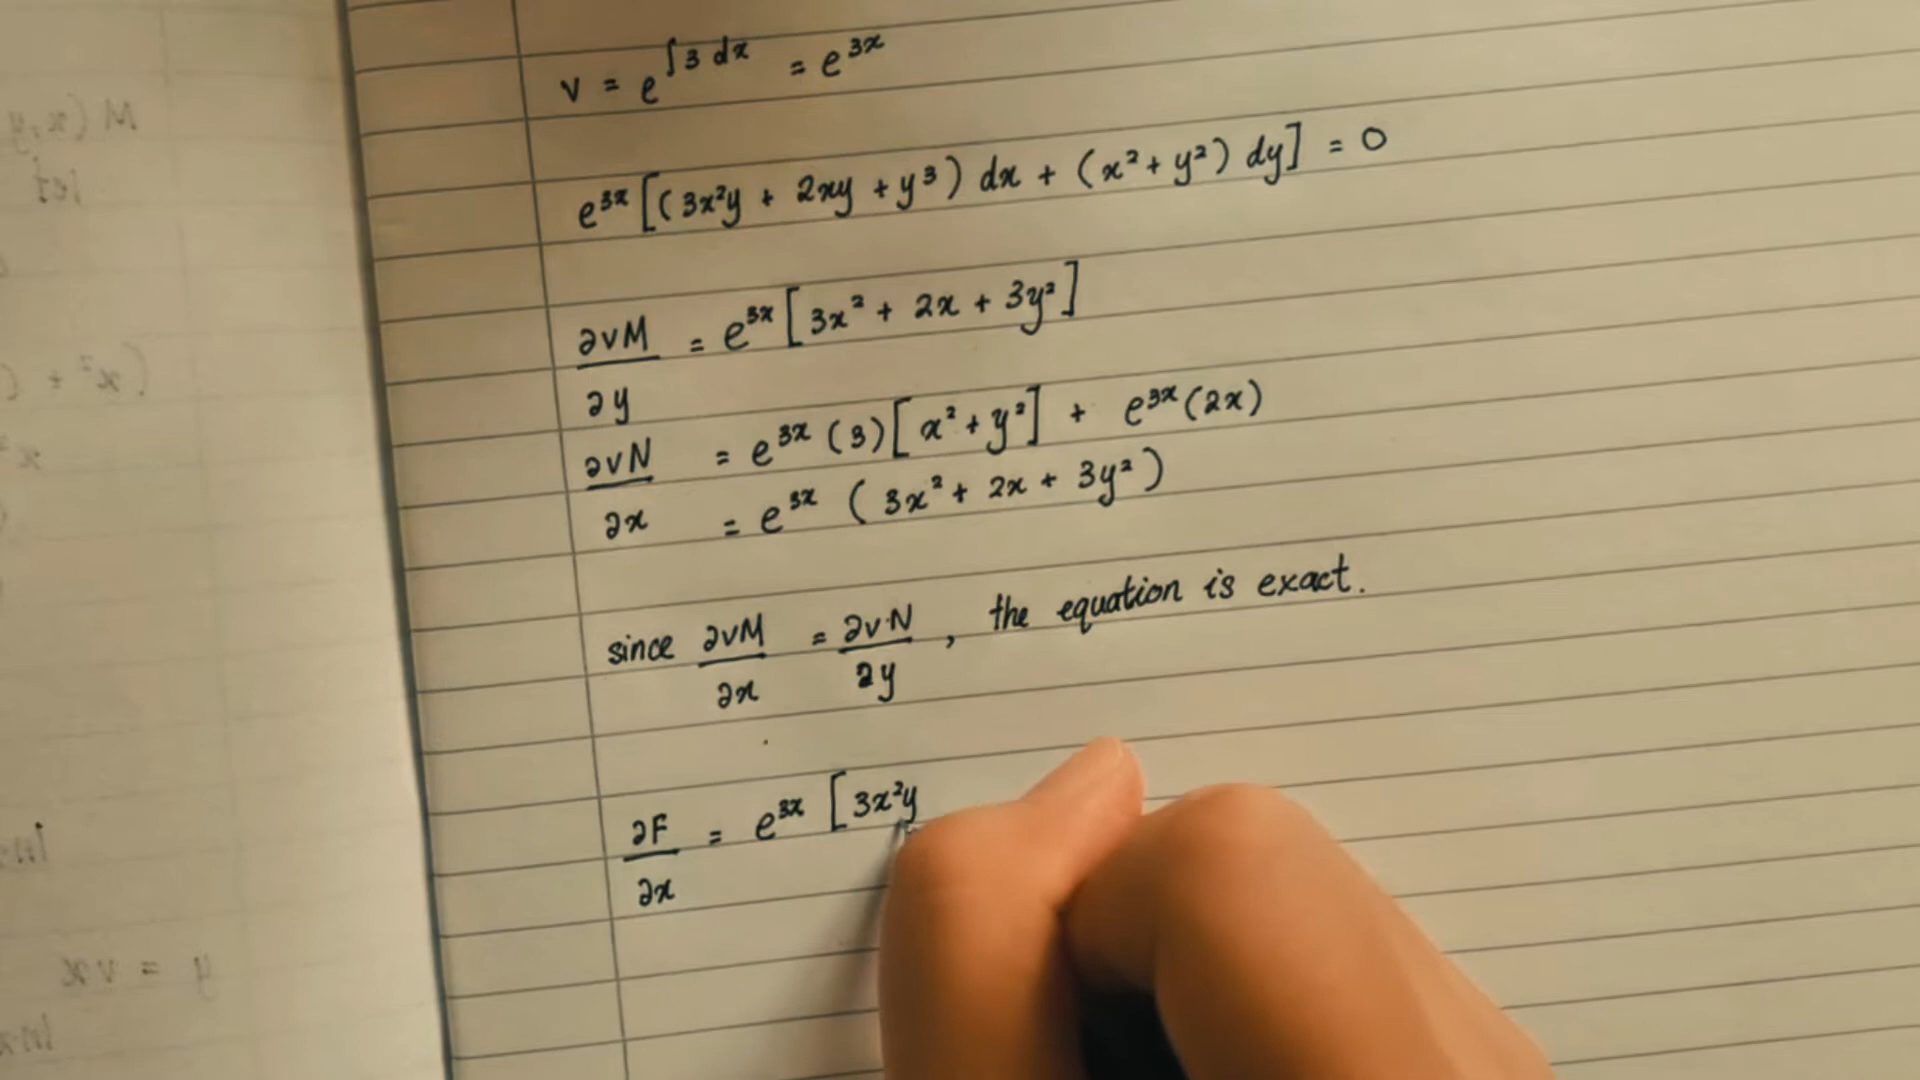 v = e^∫3 dx = e^3x
e^3x [(3x²y + 2xy + y³) dx + (x² + y²) dy] = 0
∂vM/∂y = e^3x [3x² + 2x + 3y²]
∂vN/∂x = e^3x (3)[x² + y²] + e^3x (2x)
= e^3x (3x² + 2x + 3y²)
since ∂vM/∂x = ∂v·N/∂y, the equation is exact.
∂F/∂x = e^3x [3x²y